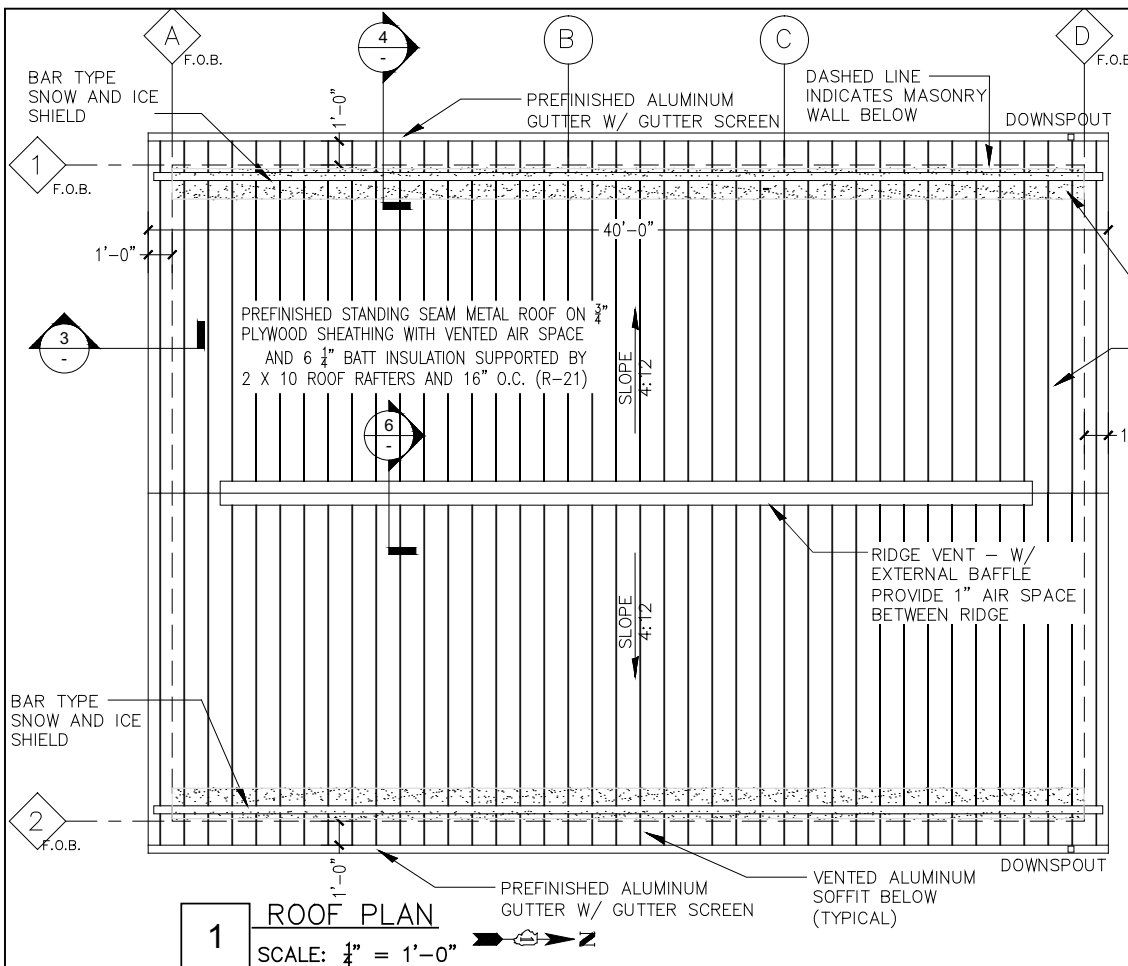 A
F.O.B.
4
-
B
C
D
F.O.B
BAR TYPE
SNOW AND ICE
SHIELD
1'-0"
PREFINISHED ALUMINUM
GUTTER W/ GUTTER SCREEN
DASHED LINE
INDICATES MASONRY
WALL BELOW
DOWNSPOUT
1
F.O.B.
40'-0"
1'-0"
3
-
PREFINISHED STANDING SEAM METAL ROOF ON 3/4"
PLYWOOD SHEATHING WITH VENTED AIR SPACE
AND 6 1/4" BATT INSULATION SUPPORTED BY
2 X 10 ROOF RAFTERS AND 16" O.C. (R-21)
SLOPE
4:12
6
-
1
RIDGE VENT - W/
EXTERNAL BAFFLE
PROVIDE 1" AIR SPACE
BETWEEN RIDGE
SLOPE
4:12
BAR TYPE
SNOW AND ICE
SHIELD
2
F.O.B.
1'-0"
PREFINISHED ALUMINUM
GUTTER W/ GUTTER SCREEN
VENTED ALUMINUM
SOFFIT BELOW
(TYPICAL)
DOWNSPOUT
1
ROOF PLAN
SCALE: 1/4" = 1'-0"
N